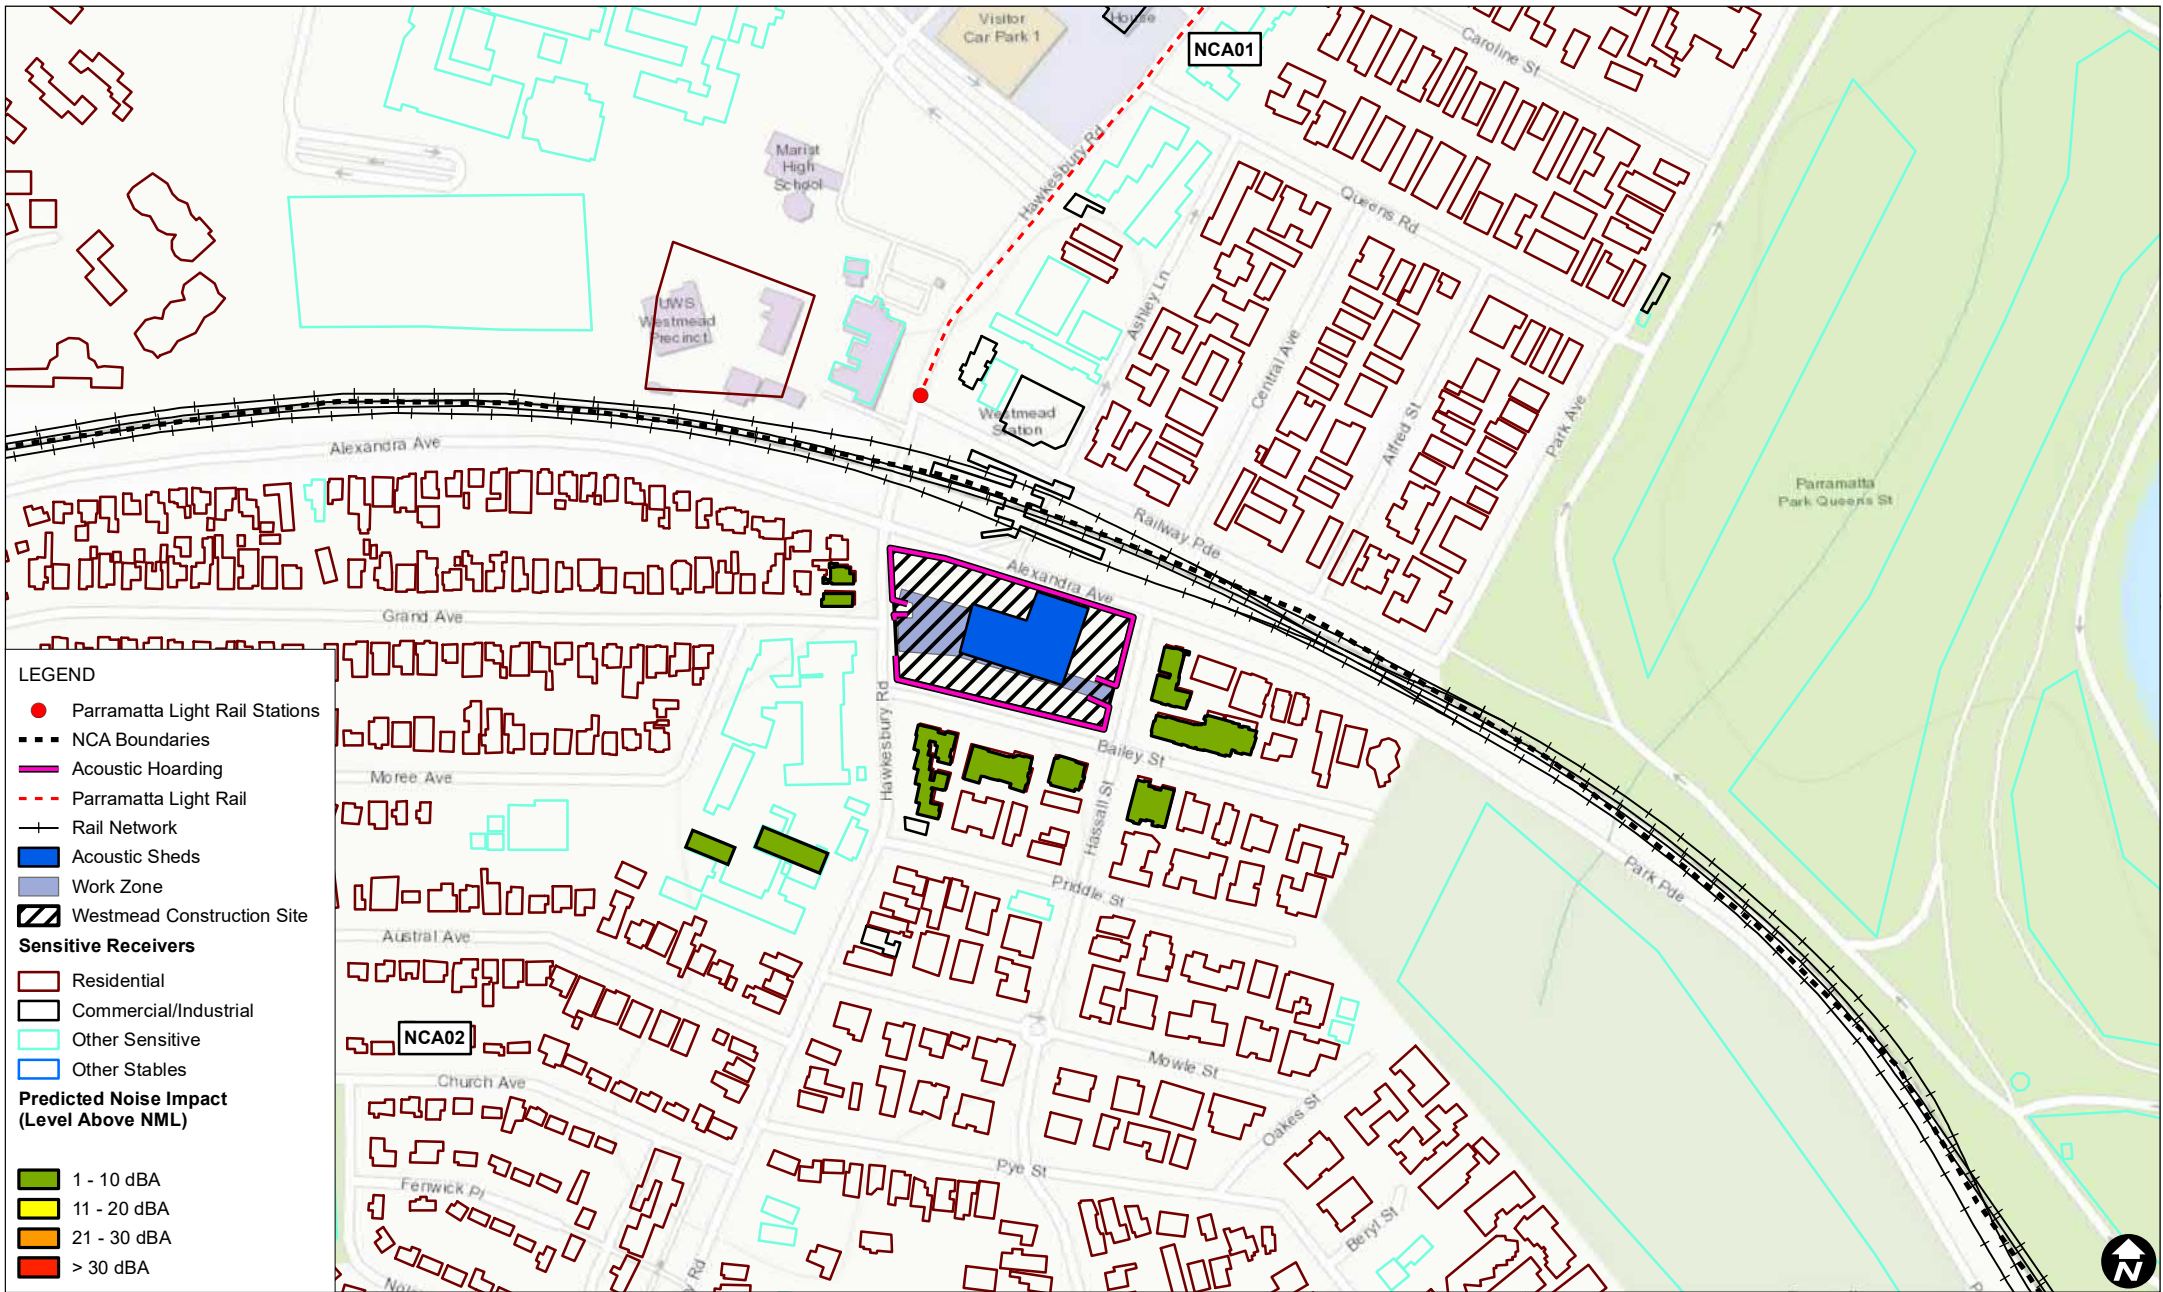 Visitor
Car Park 1
House
NCA01
Caroline St
Marist
High
School
Hawkesbury Rd
Queens Rd
UWS
Westmead
Precinct
Ashley Ln
Central Ave
Alfred St
Park Ave
Westmead
Station
Alexandra Ave
Railway Pde
Parramatta
Park Queens St
Alexandra Ave
Grand Ave
Hawkesbury Rd
Bailey St
Moree Ave
Hassall St
Priddle St
Park Pde
Austral Ave
NCA02
Church Ave
Mowle St
Oakes St
Pye St
Fenwick Pl
Beryl St
Rd
N
LEGEND
Parramatta Light Rail Stations
NCA Boundaries
Acoustic Hoarding
Parramatta Light Rail
Rail Network
Acoustic Sheds
Work Zone
Westmead Construction Site
Sensitive Receivers
Residential
Commercial/Industrial
Other Sensitive
Other Stables
Predicted Noise Impact
(Level Above NML)
1 - 10 dBA
11 - 20 dBA
21 - 30 dBA
> 30 dBA